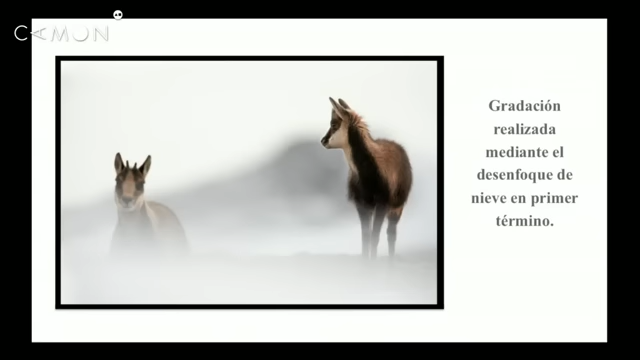 CAMON
Gradación
realizada
mediante el
desenfoque de
nieve en primer
término.